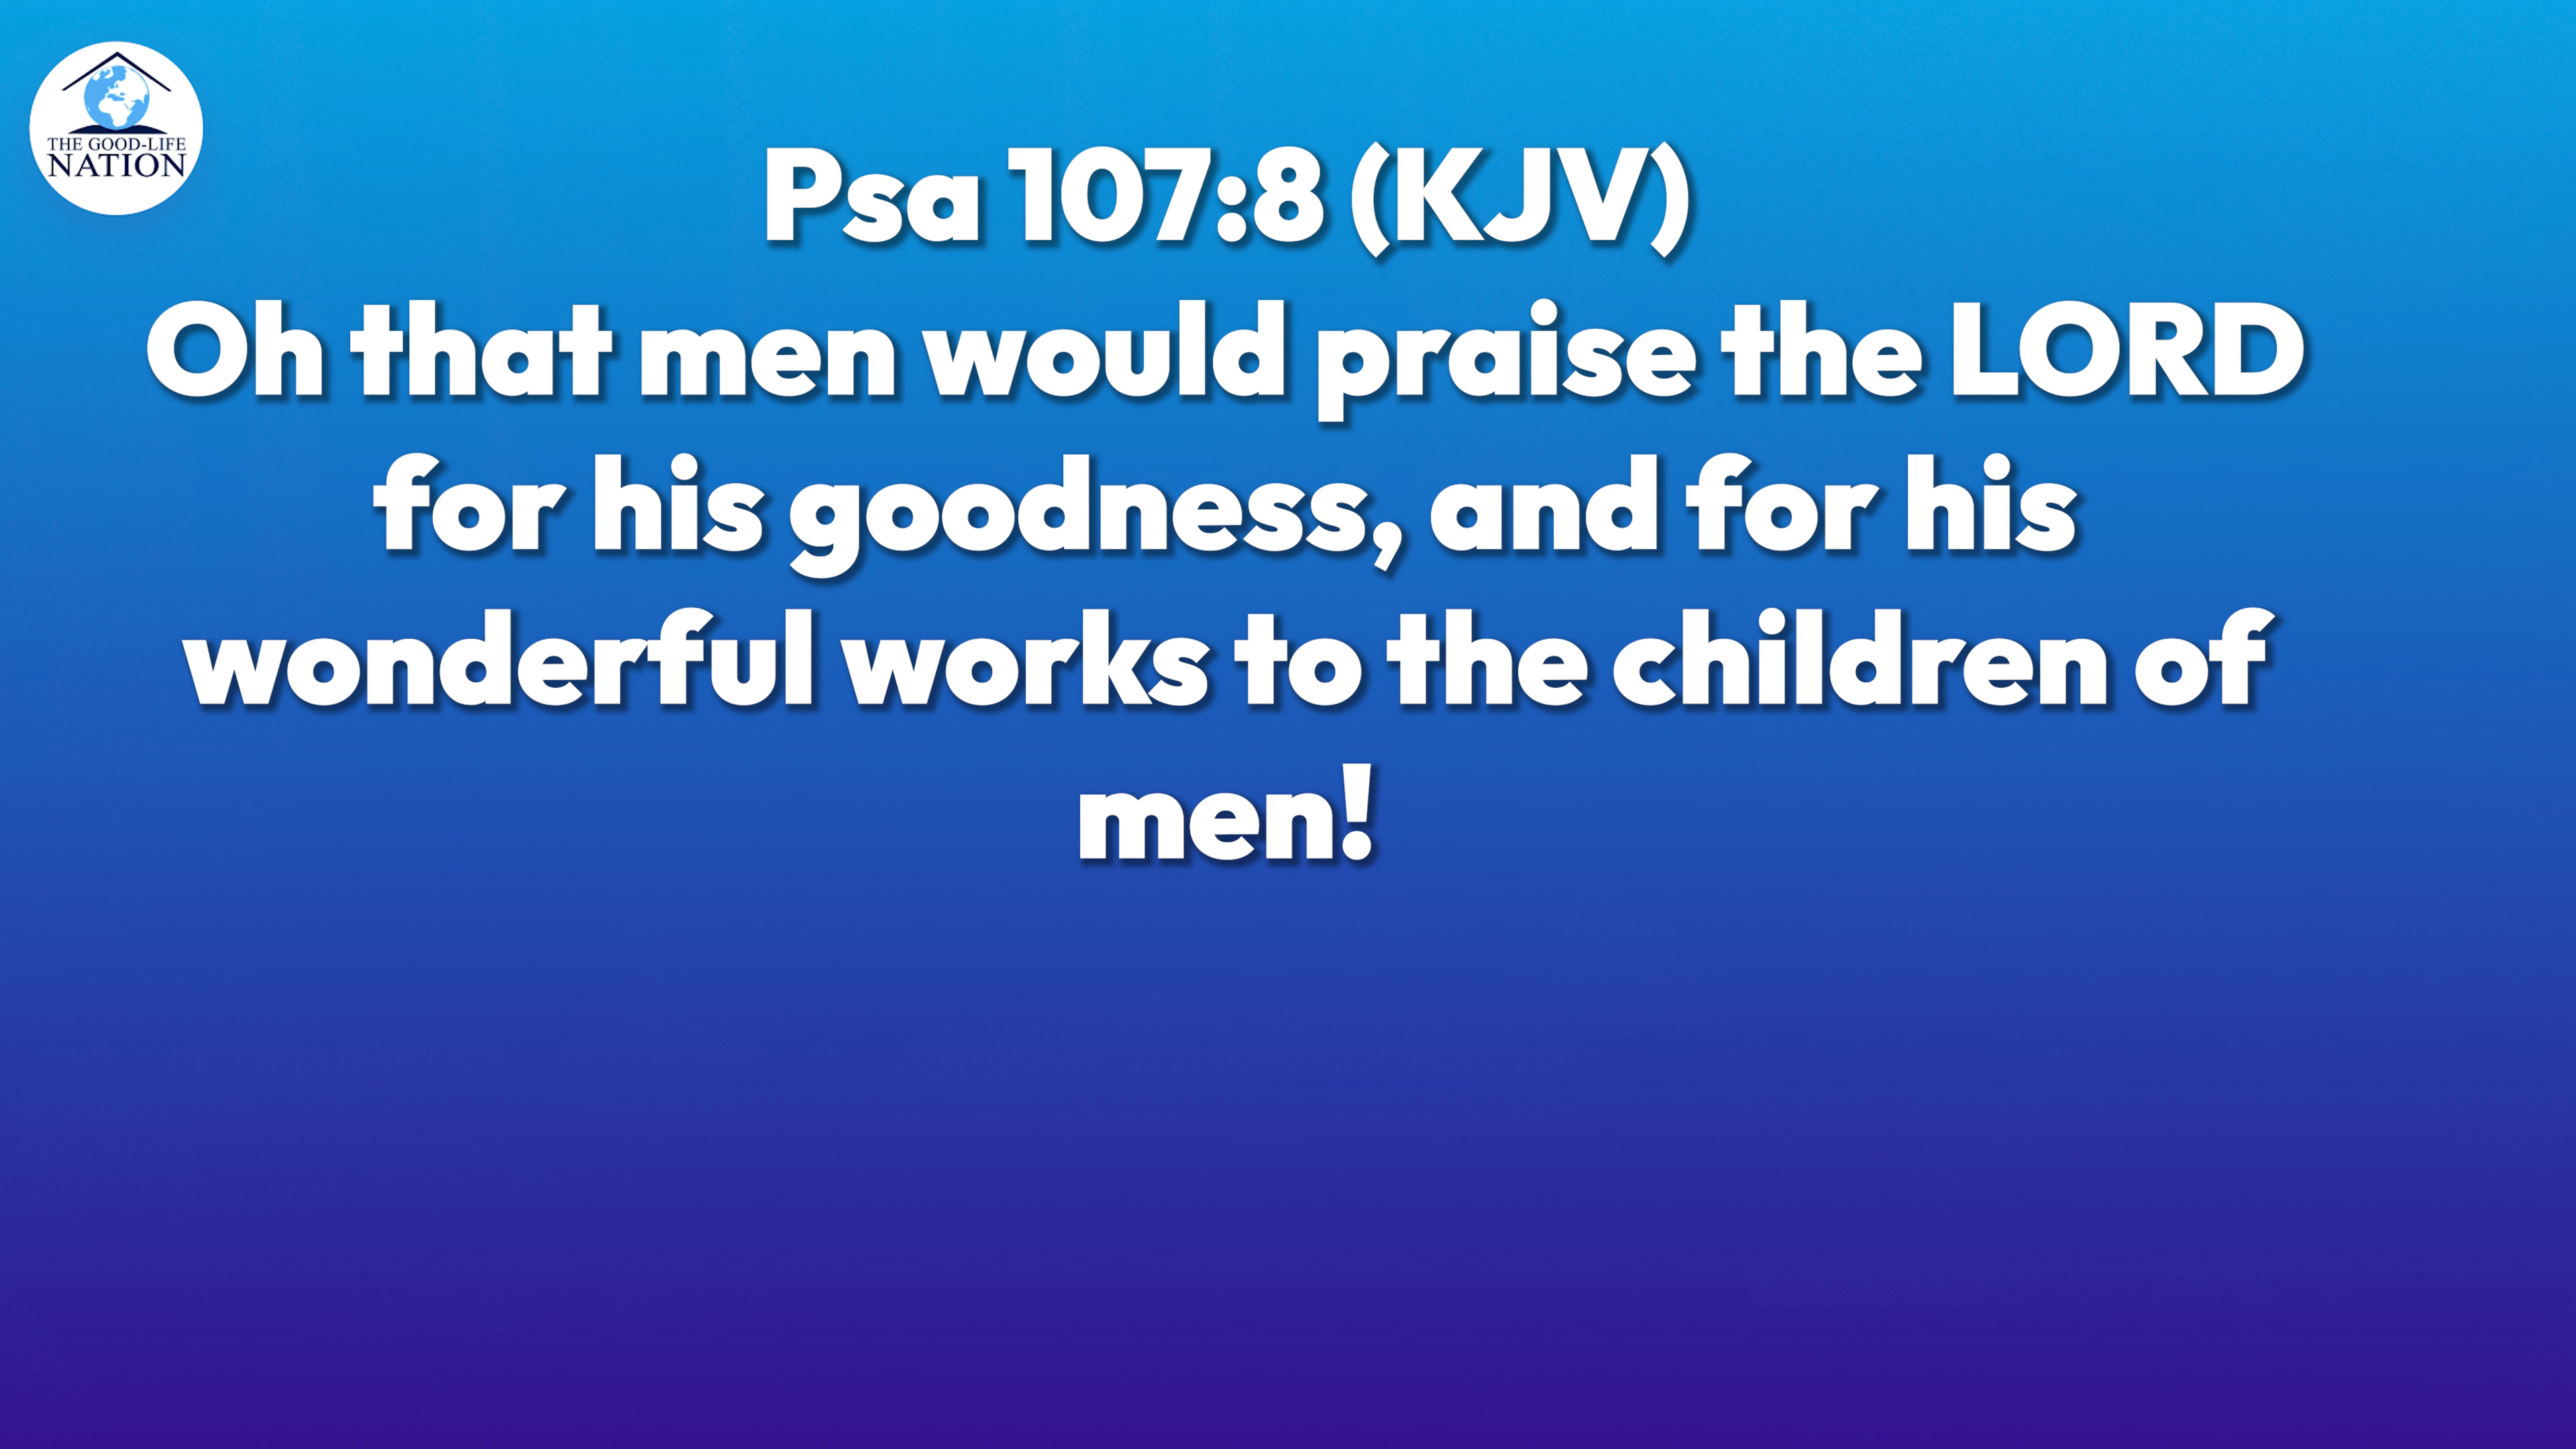 THE GOOD-LIFE
NATION
Psa 107:8 (KJV)
Oh that men would praise the LORD
for his goodness, and for his
wonderful works to the children of
men!